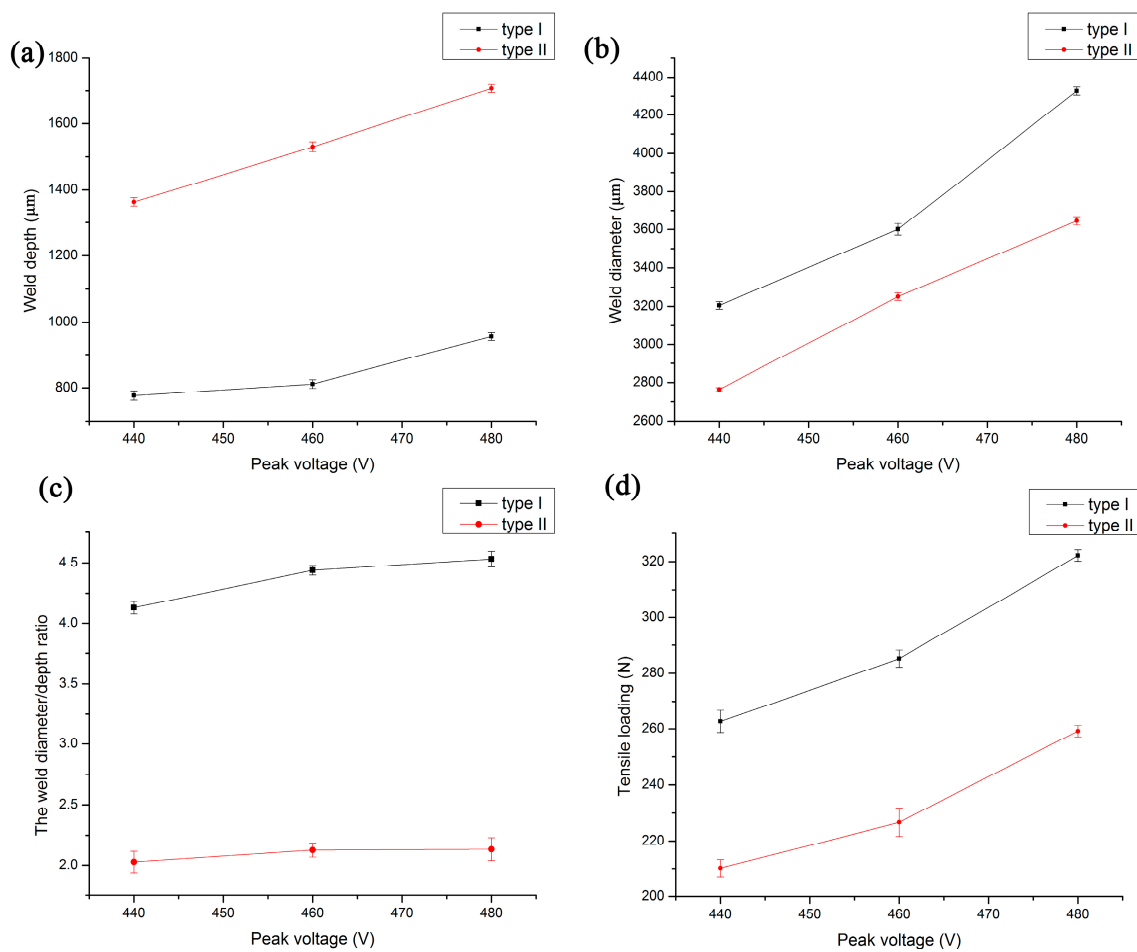 (a)
type I
type II
1800
1600
1400
1200
1000
800
Weld depth (μm)
440
450
460
470
480
Peak voltage (V)
(b)
type I
type II
4400
4200
4000
3800
3600
3400
3200
3000
2800
2600
Weld diameter (μm)
440
450
460
470
480
Peak voltage (V)
(c)
type I
type II
4.5
4.0
3.5
3.0
2.5
2.0
The weld diameter/depth ratio
440
450
460
470
480
Peak voltage (V)
(d)
type I
type II
320
300
280
260
240
220
200
Tensile loading (N)
440
450
460
470
480
Peak voltage (V)